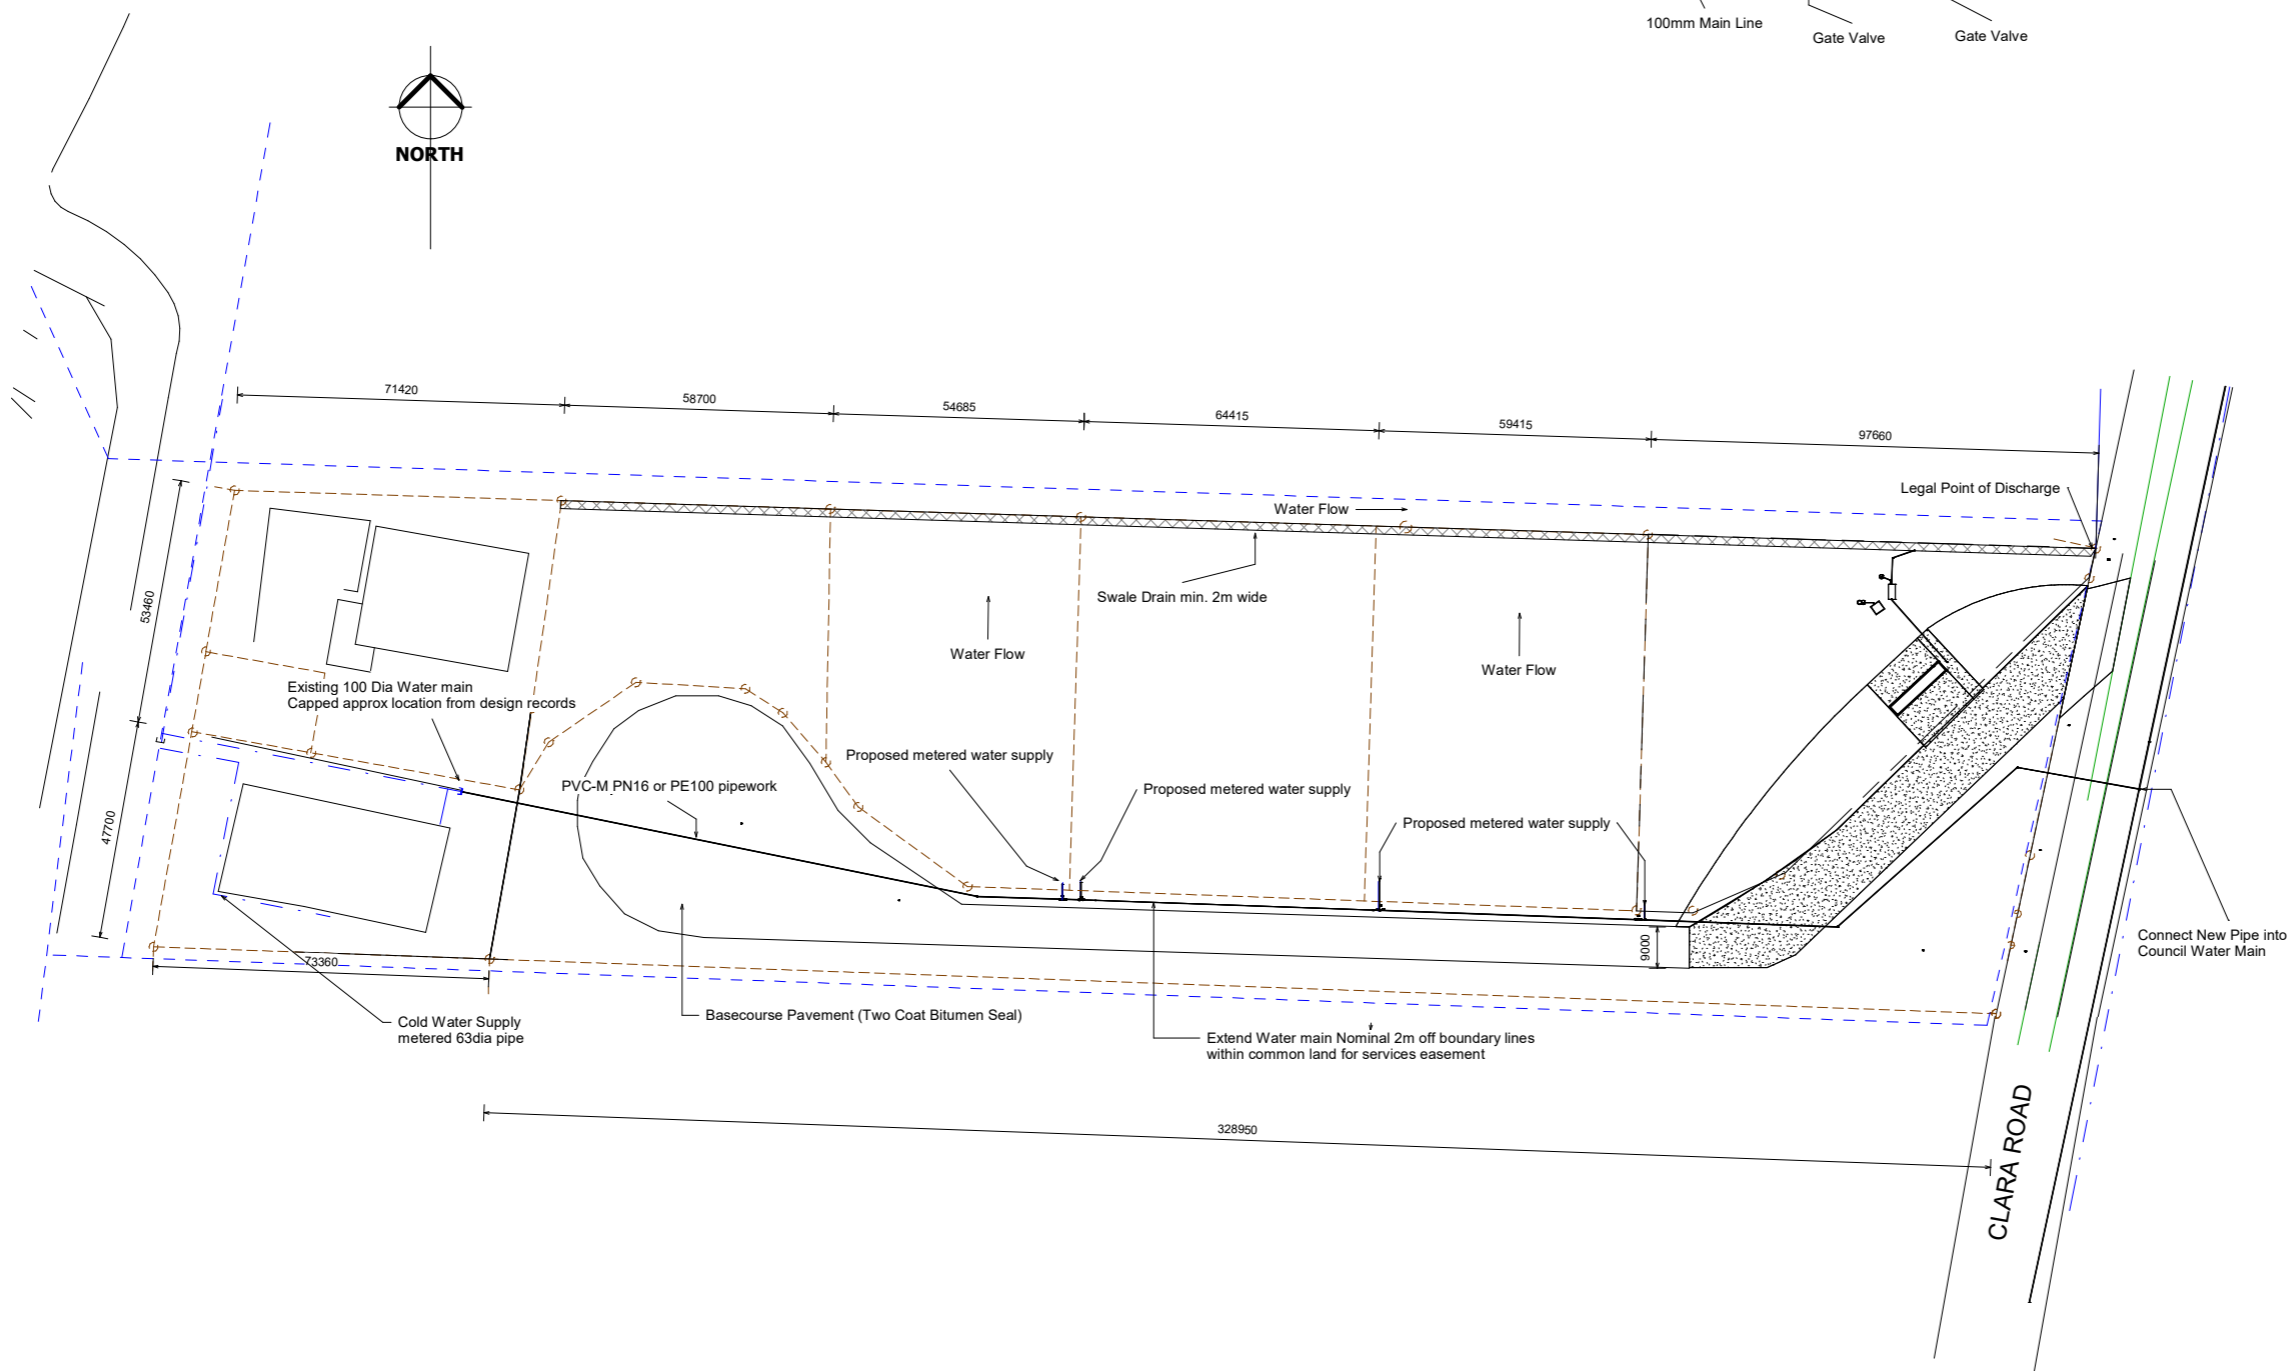 100mm Main Line
Gate Valve
Gate Valve
NORTH
71420
58700
54685
64415
59415
97660
Legal Point of Discharge
Water Flow
Swale Drain min. 2m wide
53460
Water Flow
Water Flow
Existing 100 Dia Water main
Capped approx location from design records
Proposed metered water supply
PVC-M PN16 or PE100 pipework
Proposed metered water supply
Proposed metered water supply
47700
9000
Connect New Pipe into
Council Water Main
73360
Cold Water Supply
metered 63dia pipe
Basecourse Pavement (Two Coat Bitumen Seal)
Extend Water main Nominal 2m off boundary lines
within common land for services easement
328950
CLARA ROAD